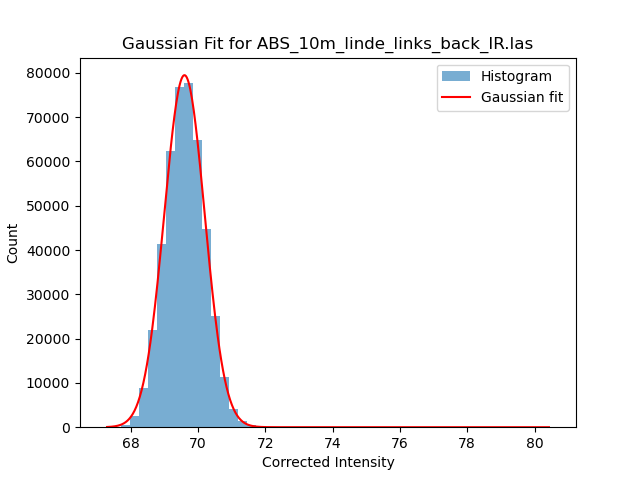 Gaussian Fit for ABS_10m_linde_links_back_IR.las
Histogram
Gaussian fit
80000
70000
60000
50000
40000
30000
20000
10000
0
Count
68 70 72 74 76 78 80
Corrected Intensity